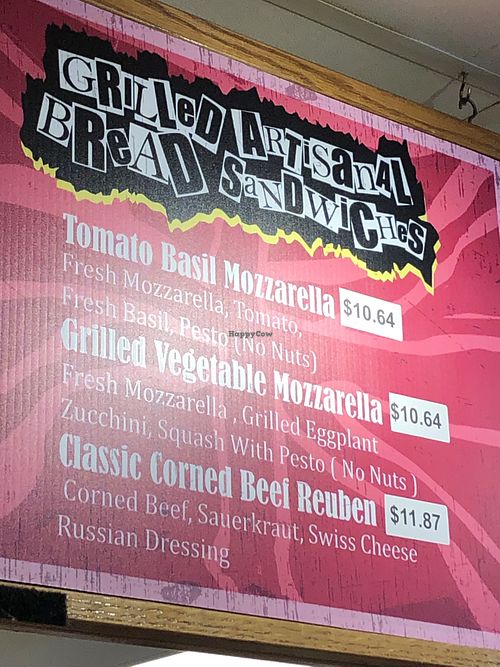 GRILLED ARTISANAL
BREAD SANDWICHES
Tomato Basil Mozzarella $10.64
Fresh Mozzarella, Tomato,
Fresh Basil, Pesto (No Nuts)
HappyCow
Grilled Vegetable Mozzarella $10.64
Fresh Mozzarella , Grilled Eggplant
Zucchini, Squash With Pesto ( No Nuts )
Classic Corned Beef Reuben $11.87
Corned Beef, Sauerkraut, Swiss Cheese
Russian Dressing